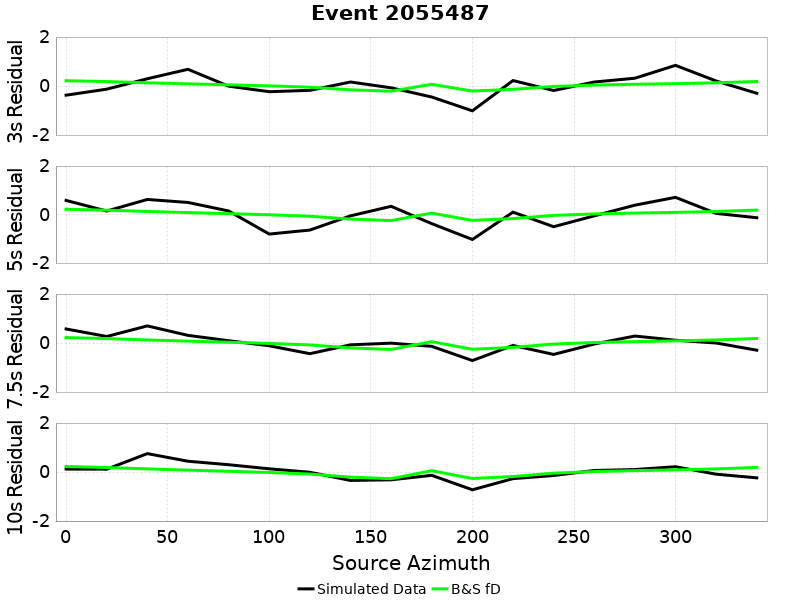 Event 2055487
3s Residual
2
0
-2
5s Residual
2
0
-2
7.5s Residual
2
0
-2
10s Residual
2
0
-2
0 50 100 150 200 250 300
Source Azimuth
Simulated Data B&S fD